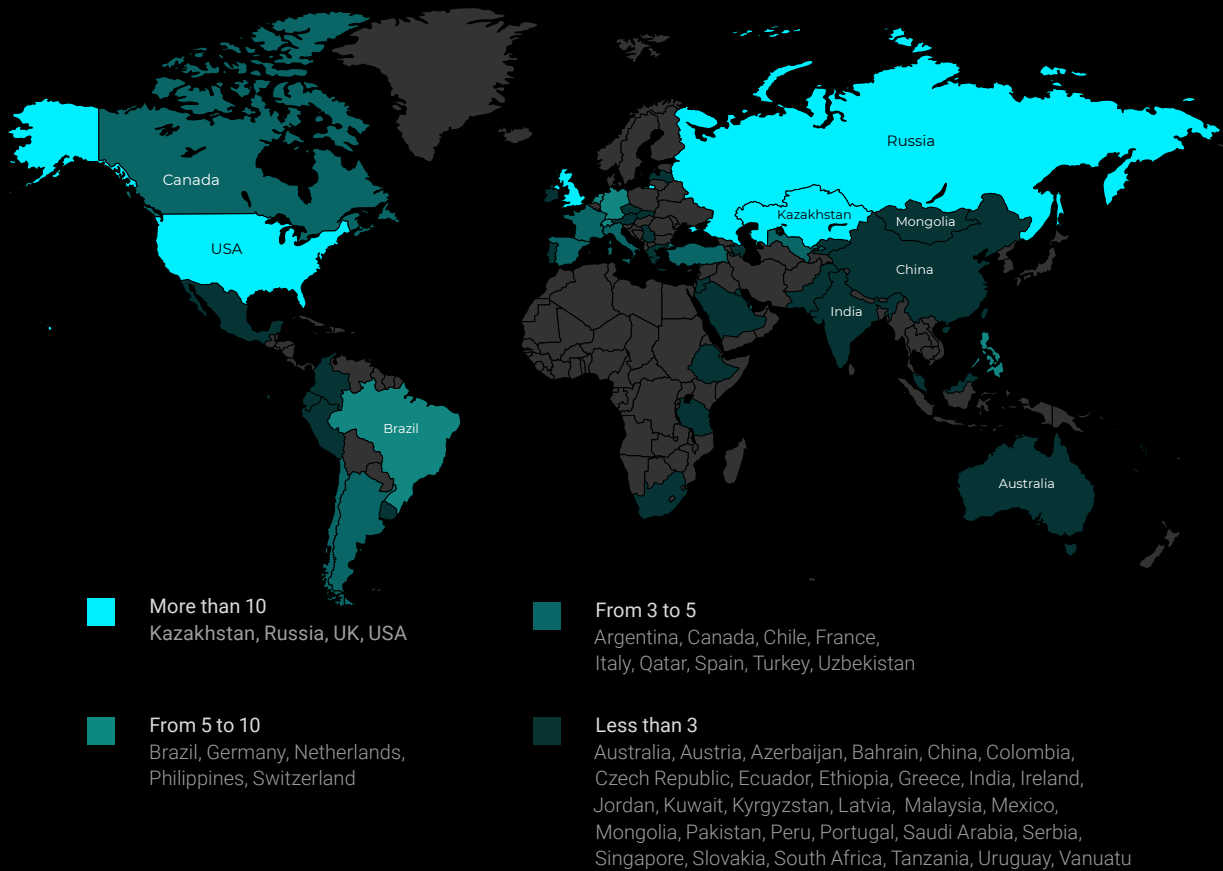 Russia
Canada
Kazakhstan
Mongolia
USA
China
India
Brazil
Australia
More than 10
Kazakhstan, Russia, UK, USA
From 3 to 5
Argentina, Canada, Chile, France,
Italy, Qatar, Spain, Turkey, Uzbekistan
From 5 to 10
Brazil, Germany, Netherlands,
Philippines, Switzerland
Less than 3
Australia, Austria, Azerbaijan, Bahrain, China, Colombia,
Czech Republic, Ecuador, Ethiopia, Greece, India, Ireland,
Jordan, Kuwait, Kyrgyzstan, Latvia, Malaysia, Mexico,
Mongolia, Pakistan, Peru, Portugal, Saudi Arabia, Serbia,
Singapore, Slovakia, South Africa, Tanzania, Uruguay, Vanuatu